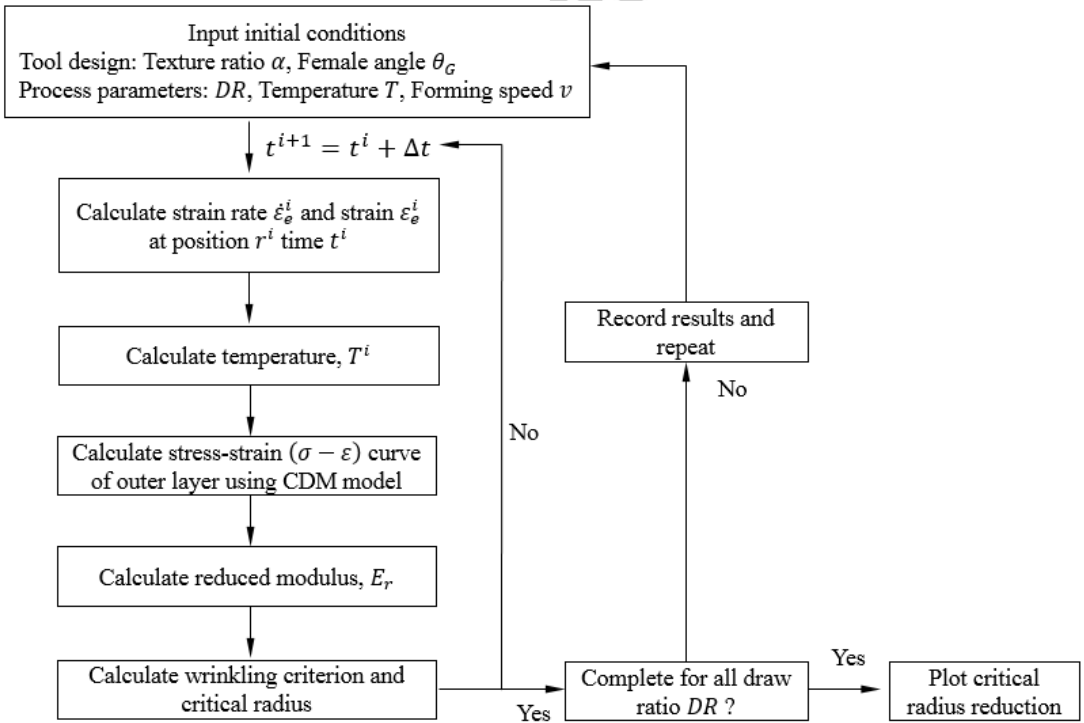 Input initial conditions
Tool design: Texture ratio α, Female angle θ_G
Process parameters: DR, Temperature T, Forming speed v
t^{i+1} = t^i + Δt
Calculate strain rate ε̇_e^i and strain ε_e^i
at position r^i time t^i
Calculate temperature, T^i
Calculate stress-strain (σ − ε) curve
of outer layer using CDM model
Calculate reduced modulus, E_r
Calculate wrinkling criterion and
critical radius
No
Yes
Record results and
repeat
No
Complete for all draw
ratio DR ?
Yes
Plot critical
radius reduction